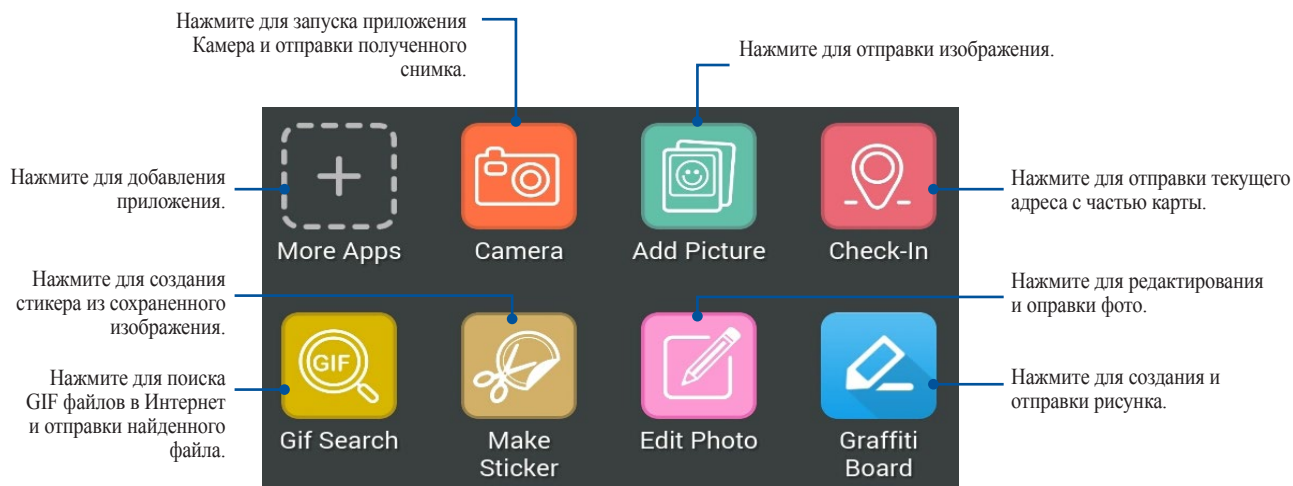 Нажмите для запуска приложения
Камера и отправки полученного
снимка.
Нажмите для отправки изображения.
Нажмите для добавления
приложения.
More Apps
Camera
Add Picture
Check-In
Нажмите для отправки текущего
адреса с частью карты.
Нажмите для создания
стикера из сохраненного
изображения.
Нажмите для редактирования
и оправки фото.
Нажмите для поиска
GIF файлов в Интернет
и отправки найденного
файла.
GIF
Gif Search
Make
Sticker
Edit Photo
Graffiti
Board
Нажмите для создания и
отправки рисунка.